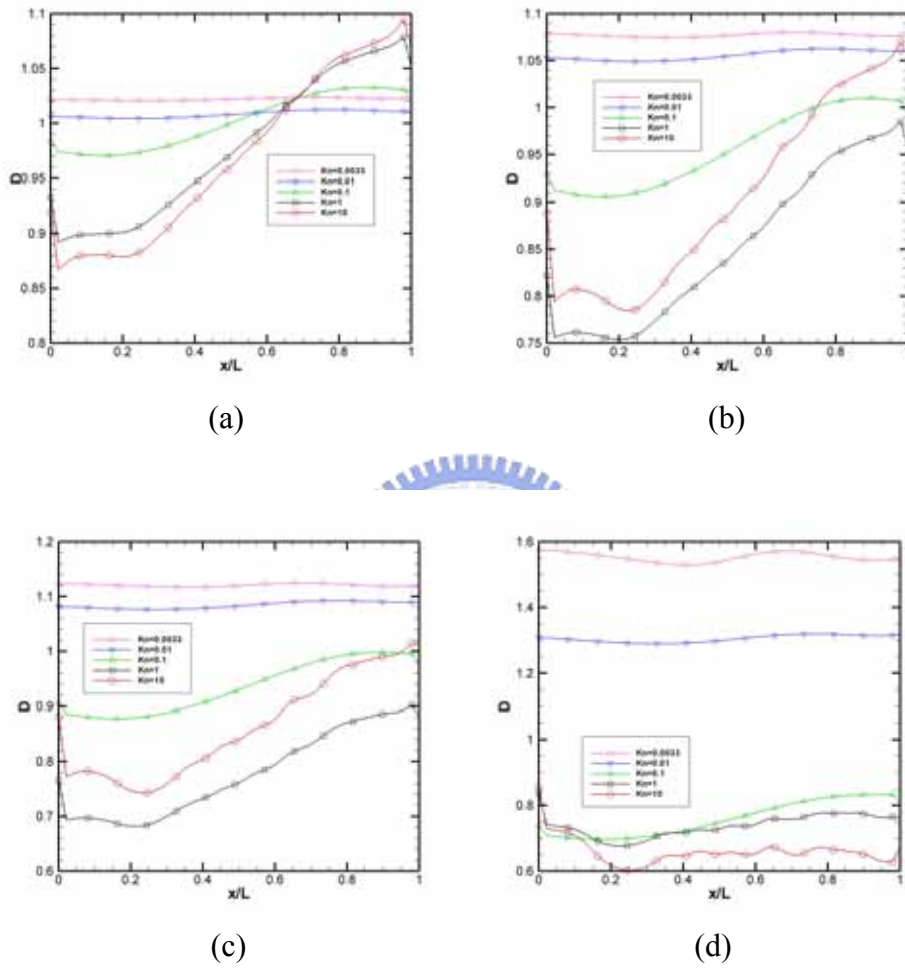 1.1
1.05
1
0.95
0.9
0.85
0.8
D
0 0.2 0.4 0.6 0.8 1
x/L
Kn=0.0033
Kn=0.01
Kn=0.1
Kn=1
Kn=10
(a)
1.1
1.05
1
0.95
0.9
0.85
0.8
0.75
D
0 0.2 0.4 0.6 0.8
x/L
Kn=0.0033
Kn=0.01
Kn=0.1
Kn=1
Kn=10
(b)
1.2
1.1
1
0.9
0.8
0.7
0.6
D
0 0.2 0.4 0.6 0.8 1
x/L
Kn=0.0033
Kn=0.01
Kn=0.1
Kn=1
Kn=10
(c)
1.6
1.4
1.2
1
0.8
0.6
D
0 0.2 0.4 0.6 0.8 1
x/L
Kn=0.0033
Kn=0.01
Kn=0.1
Kn=1
Kn=10
(d)